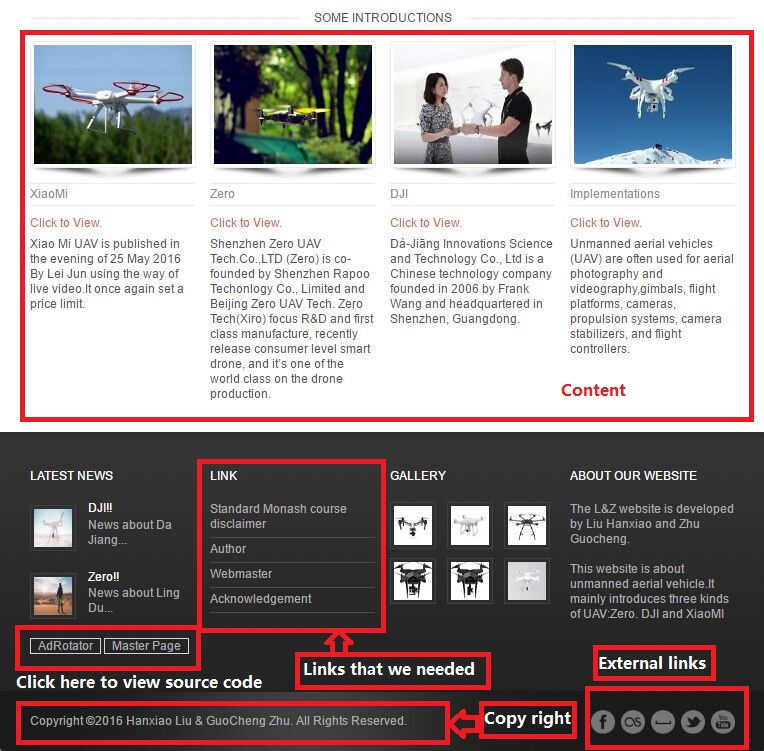 SOME INTRODUCTIONS
XiaoMi
Click to View.
Xiao Mi UAV is published in
the evening of 25 May 2016
By Lei Jun using the way of
live video.It once again set a
price limit.
Zero
Click to View.
Shenzhen Zero UAV
Tech.Co.,LTD (Zero) is co-
founded by Shenzhen Rapoo
Techonlogy Co., Limited and
Beijing Zero UAV Tech. Zero
Tech(Xiro) focus R&D and first
class manufacture, recently
release consumer level smart
drone, and it's one of the
world class on the drone
production.
DJI
Click to View.
Dà-Jiāng Innovations Science
and Technology Co., Ltd is a
Chinese technology company
founded in 2006 by Frank
Wang and headquartered in
Shenzhen, Guangdong.
Implementations
Click to View.
Unmanned aerial vehicles
(UAV) are often used for aerial
photography and
videography,gimbals, flight
platforms, cameras,
propulsion systems, camera
stabilizers, and flight
controllers.
Content
LATEST NEWS
DJI!!
News about Da
Jiang...
Zero!!
News about Ling
Du...
AdRotator
Master Page
Click here to view source code
LINK
Standard Monash course
disclaimer
Author
Webmaster
Acknowledgement
Links that we needed
GALLERY
ABOUT OUR WEBSITE
The L&Z website is developed
by Liu Hanxiao and Zhu
Guocheng.
This website is about
unmanned aerial vehicle.It
mainly introduces three kinds
of UAV:Zero. DJI and XiaoMI
External links
Copyright ©2016 Hanxiao Liu & GuoCheng Zhu. All Rights Reserved.
Copy right
You
Tube